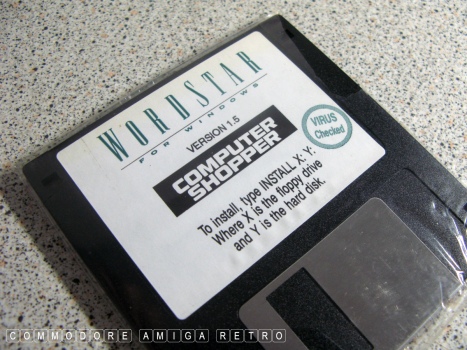 WORDSTAR
FOR WINDOWS
VERSION 1.5
COMPUTER
SHOPPER
VIRUS
Checked
To install, type INSTALL X: Y:
Where X is the floppy drive
and Y is the hard disk.
COMMODORE AMIGA RETRO